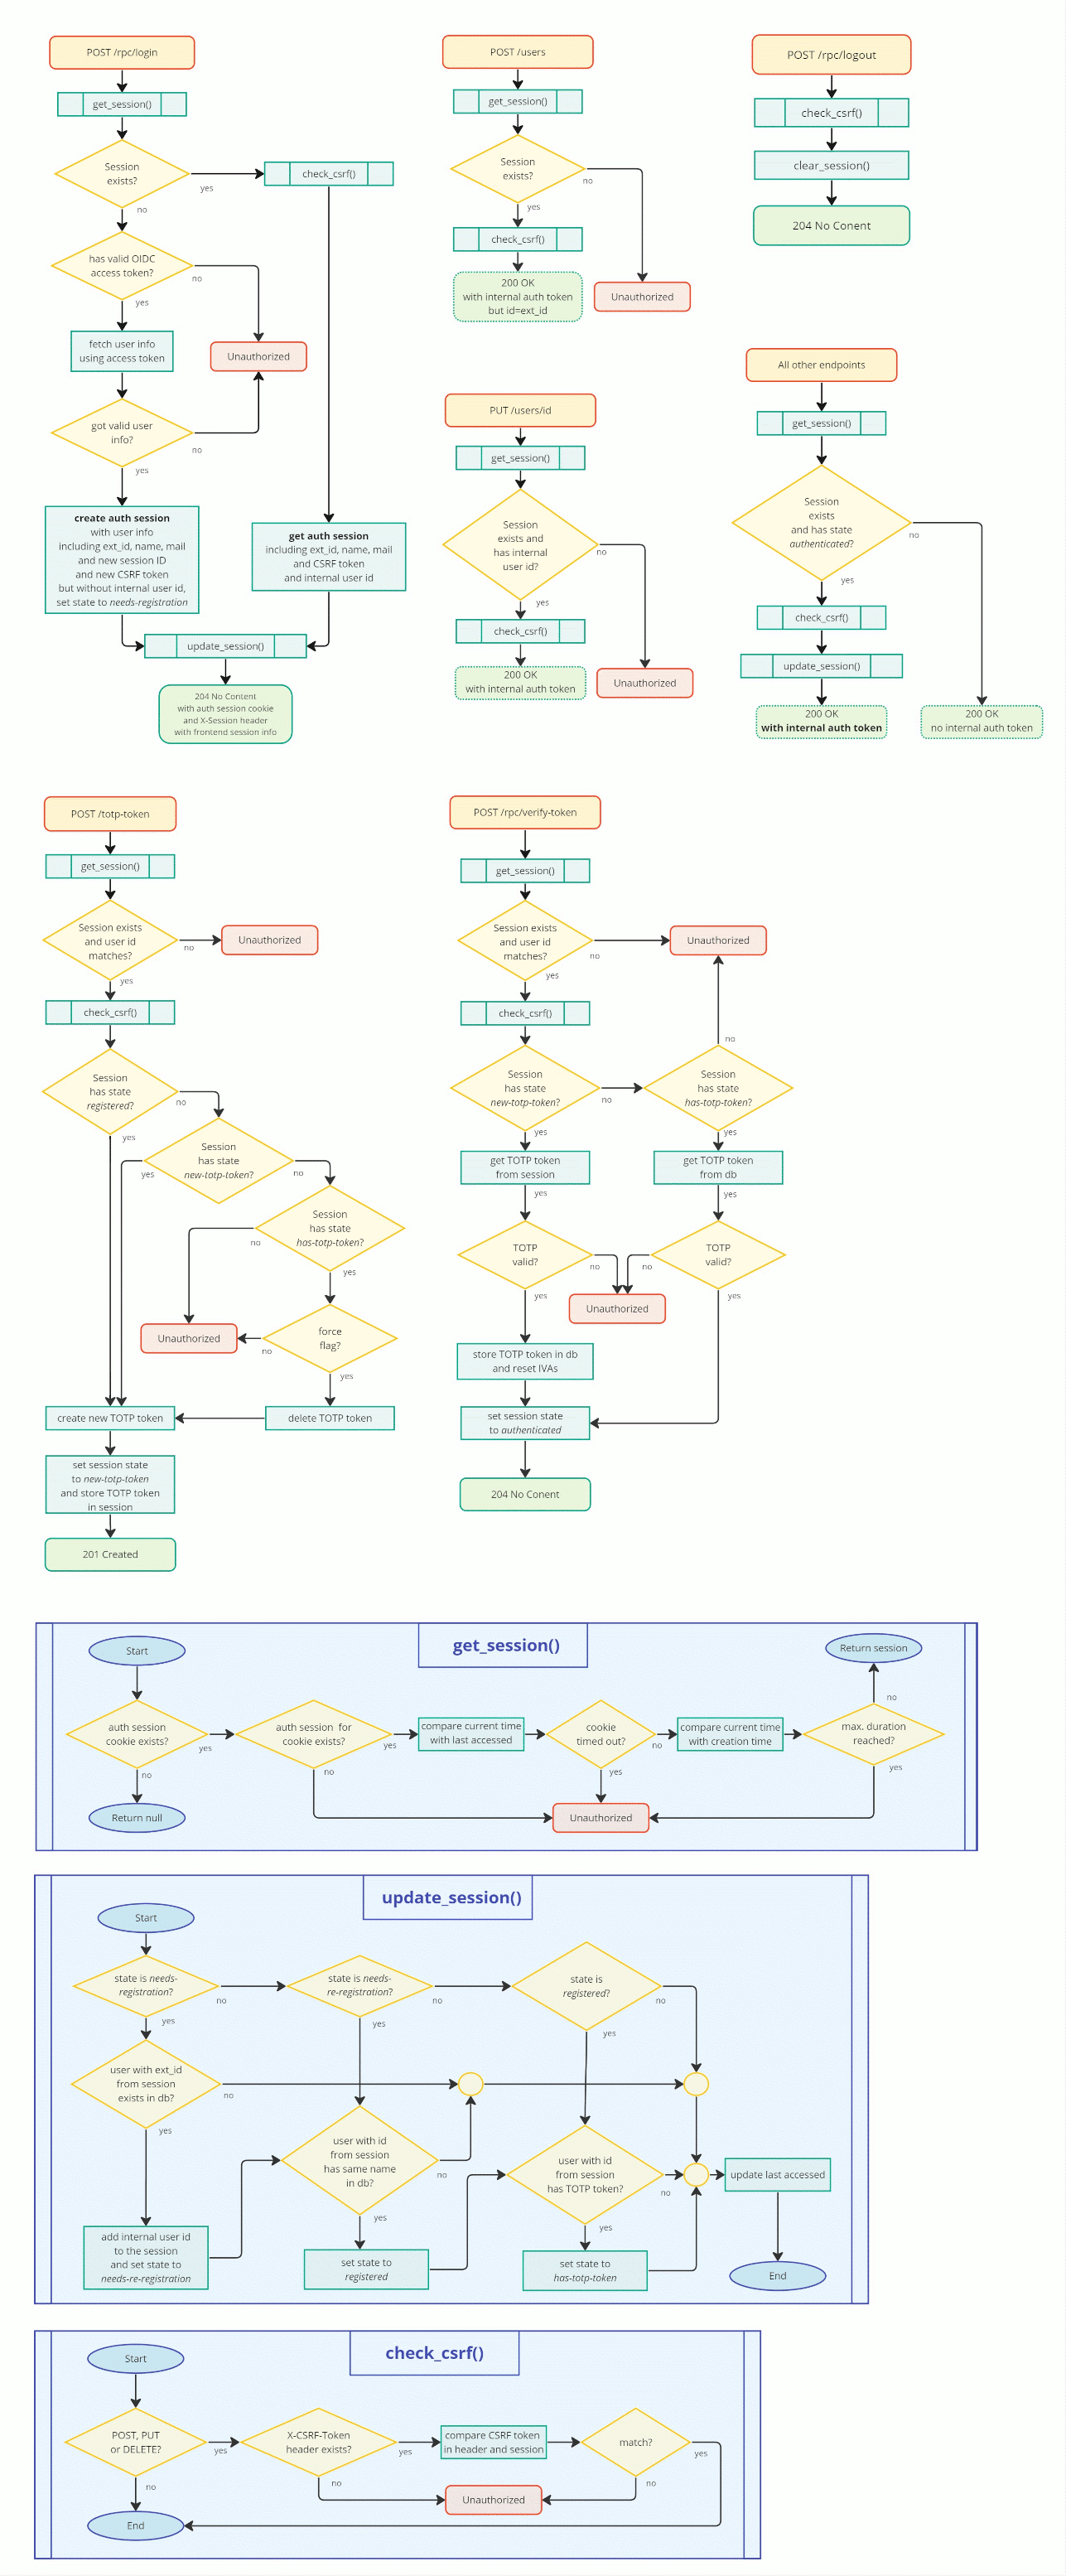 POST /rpc/login
get_session()
Session
exists?
yes
check_csrf()
no
has valid OIDC
access token?
no
yes
fetch user info
using access token
Unauthorized
got valid user
info?
no
yes
create auth session
with user info
including ext_id, name, mail
and new session ID
and new CSRF token
but without internal user id,
set state to needs-registration
get auth session
including ext_id, name, mail
and CSRF token
and internal user id
update_session()
204 No Content
with auth session cookie
and X-Session header
with frontend session info
POST /users
get_session()
Session
exists?
no
yes
check_csrf()
200 OK
with internal auth token
but id=ext_id
Unauthorized
POST /rpc/logout
check_csrf()
clear_session()
204 No Conent
PUT /users/id
get_session()
Session
exists and
has internal
user id?
no
yes
check_csrf()
200 OK
with internal auth token
Unauthorized
All other endpoints
get_session()
Session
exists
and has state
authenticated?
no
yes
check_csrf()
update_session()
200 OK
with internal auth token
200 OK
no internal auth token
POST /totp-token
get_session()
Session exists
and user id
matches?
no
Unauthorized
yes
check_csrf()
Session
has state
registered?
no
yes
Session
has state
new-totp-token?
yes
no
Session
has state
has-totp-token?
no
yes
Unauthorized
force
flag?
no
yes
create new TOTP token
delete TOTP token
set session state
to new-totp-token
and store TOTP token
in session
201 Created
POST /rpc/verify-token
get_session()
Session exists
and user id
matches?
no
Unauthorized
yes
check_csrf()
no
Session
has state
new-totp-token?
no
Session
has state
has-totp-token?
yes
yes
get TOTP token
from session
get TOTP token
from db
yes
yes
TOTP
valid?
no
no
TOTP
valid?
yes
yes
Unauthorized
store TOTP token in db
and reset IVAs
set session state
to authenticated
204 No Conent
get_session()
Start
Return session
auth session
cookie exists?
yes
no
auth session for
cookie exists?
yes
no
compare current time
with last accessed
cookie
timed out?
no
yes
compare current time
with creation time
max. duration
reached?
no
yes
Return null
Unauthorized
update_session()
Start
state is needs-
registration?
no
yes
state is needs-
re-registration?
no
yes
state is
registered?
no
yes
user with ext_id
from session
exists in db?
no
yes
user with id
from session
has same name
in db?
no
yes
user with id
from session
has TOTP token?
no
yes
update last accessed
add internal user id
to the session
and set state to
needs-re-registration
set state to
registered
set state to
has-totp-token
End
check_csrf()
Start
POST, PUT
or DELETE?
yes
no
X-CSRF-Token
header exists?
yes
no
compare CSRF token
in header and session
match?
yes
no
Unauthorized
End